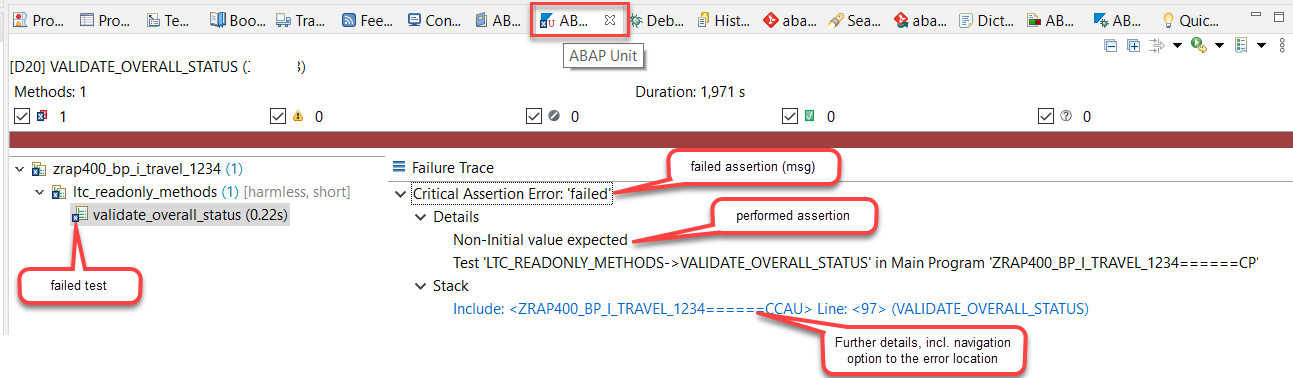 Pro... Pro... Te... Boo... Tra... Fee... Con... AB... AB... Deb... Hist... aba... Sea... aba... Dict... AB... AB... Quic...
ABAP Unit
[D20] VALIDATE_OVERALL_STATUS ( )
Methods: 1 Duration: 1,971 s
1 0 0 0 0
zrap400_bp_i_travel_1234 (1)
ltc_readonly_methods (1) [harmless, short]
validate_overall_status (0.22s)
failed test
Failure Trace
failed assertion (msg)
Critical Assertion Error: 'failed'
Details
performed assertion
Non-Initial value expected
Test 'LTC_READONLY_METHODS->VALIDATE_OVERALL_STATUS' in Main Program 'ZRAP400_BP_I_TRAVEL_1234======CP'
Stack
Include: <ZRAP400_BP_I_TRAVEL_1234======CCAU> Line: <97> (VALIDATE_OVERALL_STATUS)
Further details, incl. navigation
option to the error location